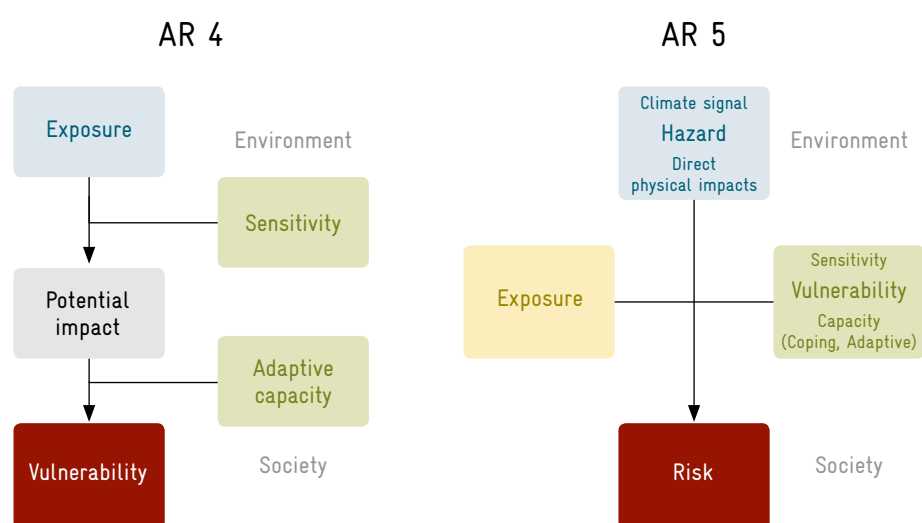 AR 4
Exposure
Environment
Sensitivity
Potential
impact
Adaptive
capacity
Vulnerability
Society
AR 5
Climate signal
Hazard
Direct
physical impacts
Environment
Exposure
Sensitivity
Vulnerability
Capacity
(Coping, Adaptive)
Risk
Society